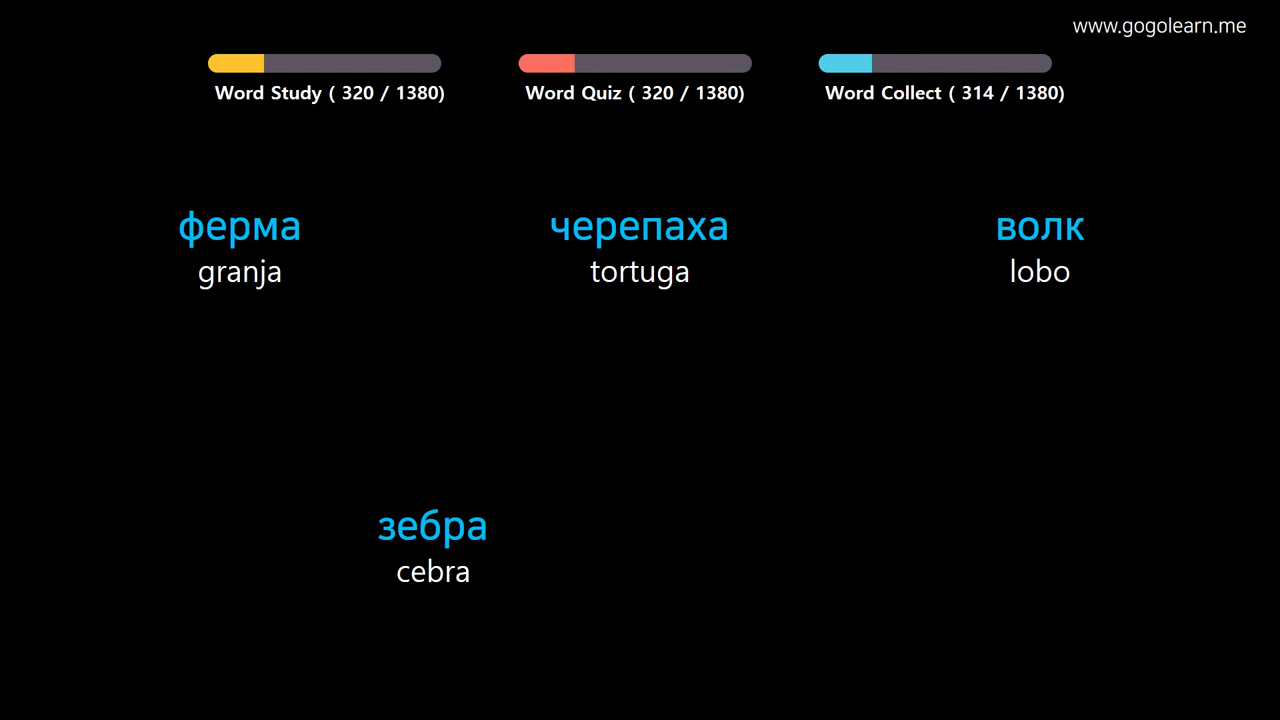 www.gogolearn.me
Word Study ( 320 / 1380)
Word Quiz ( 320 / 1380)
Word Collect ( 314 / 1380)
ферма
granja
черепаха
tortuga
волк
lobo
зебра
cebra